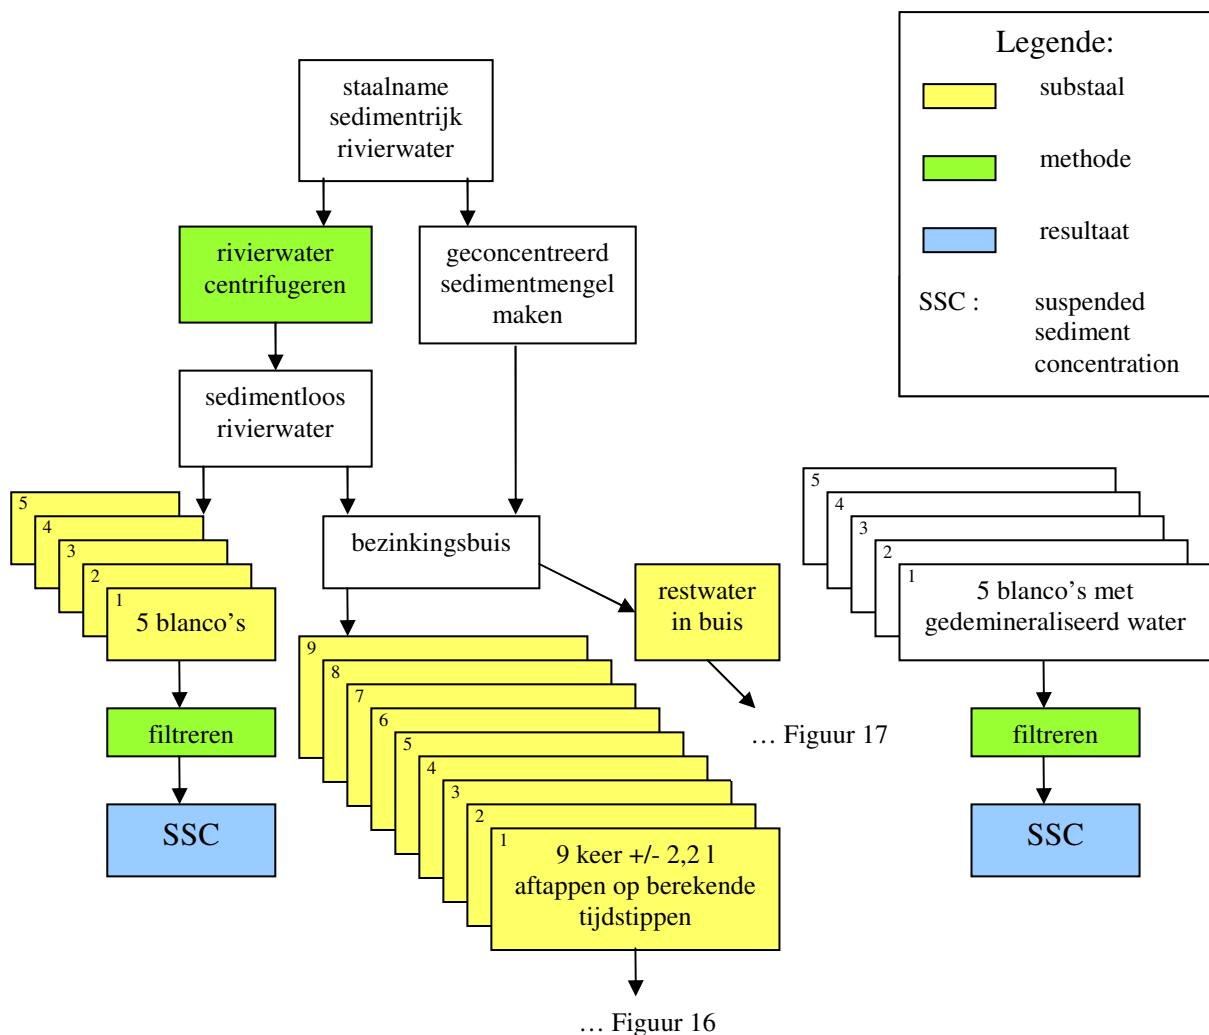 Legende:
substaal
methode
resultaat
SSC : suspended
sediment
concentration
staalname
sedimentrijk
rivierwater
rivierwater
centrifugeren
geconcentreerd
sedimentmengel
maken
sedimentloos
rivierwater
5
4
3
2
1
5 blanco's
bezinkingsbuis
restwater
in buis
5
4
3
2
1
5 blanco's met
gedemineraliseerd water
filtreren
SSC
9
8
7
6
5
4
3
2
1
9 keer +/- 2,2 l
aftappen op berekende
tijdstippen
… Figuur 17
filtreren
SSC
… Figuur 16